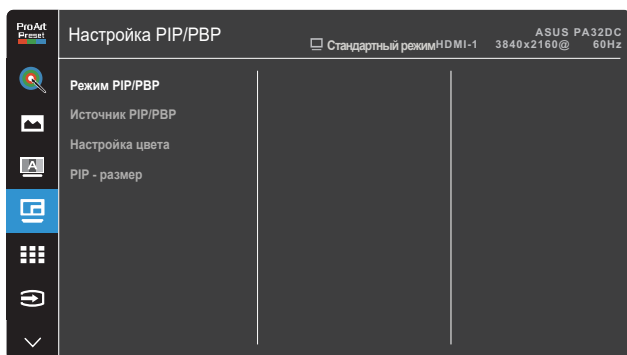 ProArt
Preset
Настройка PIP/PBP
Стандартный режим HDMI-1
ASUS PA32DC
3840x2160@ 60Hz
Режим PIP/PBP
Источник PIP/PBP
Настройка цвета
A
PIP - размер